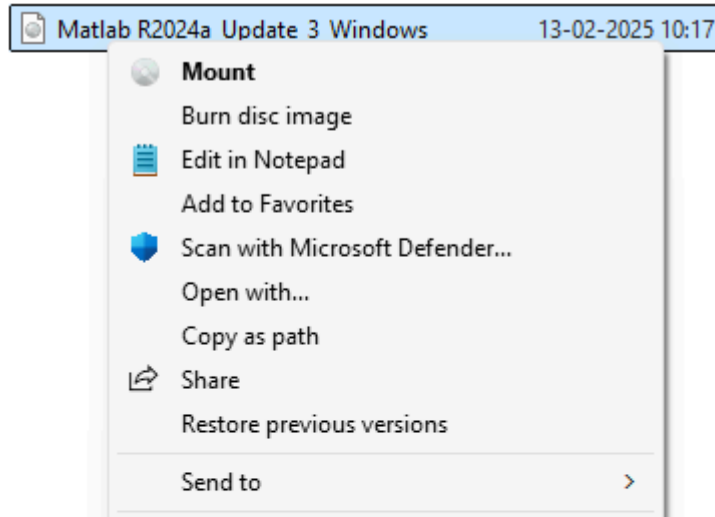 Matlab R2024a Update 3 Windows 13-02-2025 10:17
Mount
Burn disc image
Edit in Notepad
Add to Favorites
Scan with Microsoft Defender...
Open with...
Copy as path
Share
Restore previous versions
Send to